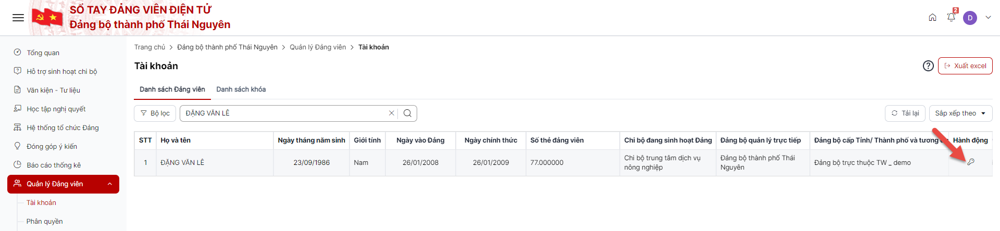 SỔ TAY ĐẢNG VIÊN ĐIỆN TỬ
Đảng bộ thành phố Thái Nguyên
2
D
Tổng quan
Hỗ trợ sinh hoạt chi bộ
Văn kiện - Tư liệu
Học tập nghị quyết
Hệ thống tổ chức Đảng
Đóng góp ý kiến
Báo cáo thống kê
Quản lý Đảng viên
Tài khoản
Phân quyền
Trang chủ > Đảng bộ thành phố Thái Nguyên > Quản lý Đảng viên > Tài khoản
Tài khoản
Xuất excel
Danh sách Đảng viên Danh sách khóa
Bộ lọc ĐẶNG VĂN LÊ Tải lại Sắp xếp theo
STT Họ và tên Ngày tháng năm sinh Giới tính Ngày vào Đảng Ngày chính thức Số thẻ đảng viên Chi bộ đang sinh hoạt Đảng Đảng bộ quản lý trực tiếp Đảng bộ cấp Tỉnh/ Thành phố và tương Hành động
1 ĐẶNG VĂN LÊ 23/09/1986 Nam 26/01/2008 26/01/2009 77.000000 Chi bộ trung tâm dịch vụ nông nghiệp Đảng bộ thành phố Thái Nguyên Đảng bộ trực thuộc TW _ demo